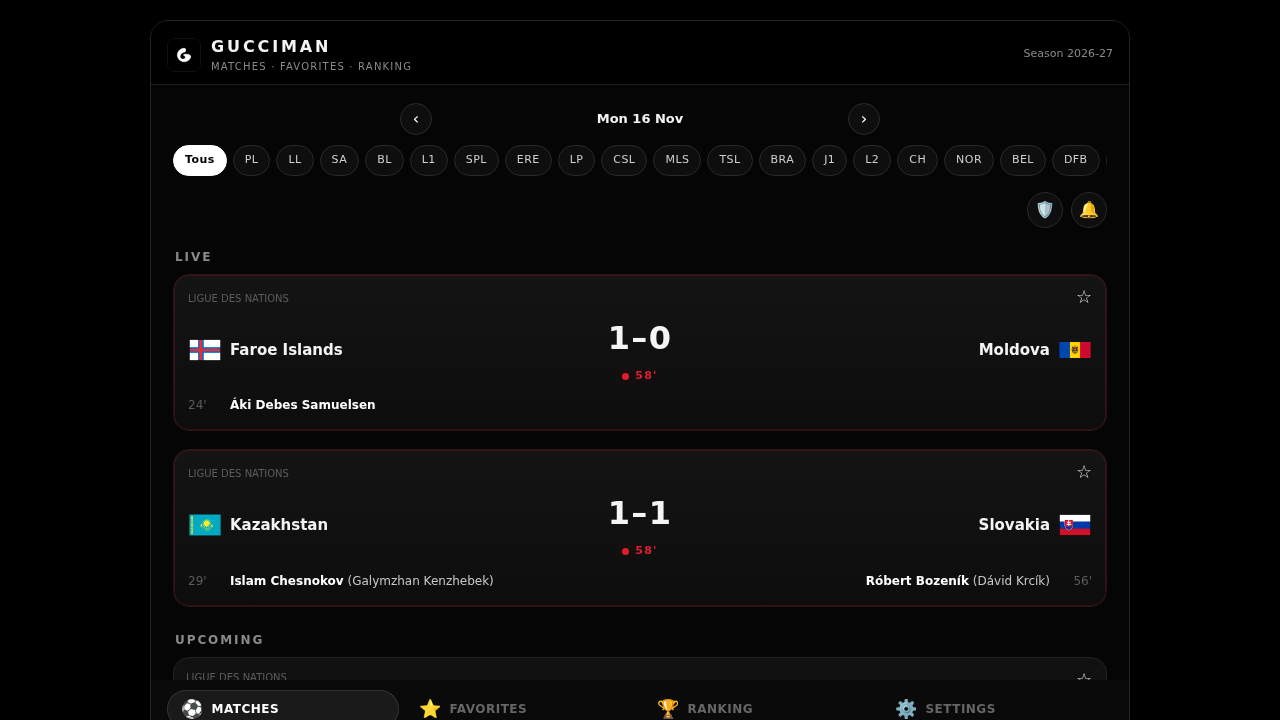 GUCCIMAN
MATCHES · FAVORITES · RANKING
Season 2026-27
‹ Mon 16 Nov ›
Tous PL LL SA BL L1 SPL ERE LP CSL MLS TSL BRA J1 L2 CH NOR BEL DFB
LIVE
LIGUE DES NATIONS
Faroe Islands 1–0 Moldova
58'
24' Áki Debes Samuelsen
LIGUE DES NATIONS
Kazakhstan 1–1 Slovakia
58'
29' Islam Chesnokov (Galymzhan Kenzhebek) Róbert Bozeník (Dávid Krcík) 56'
UPCOMING
LIGUE DES NATIONS
MATCHES FAVORITES RANKING SETTINGS